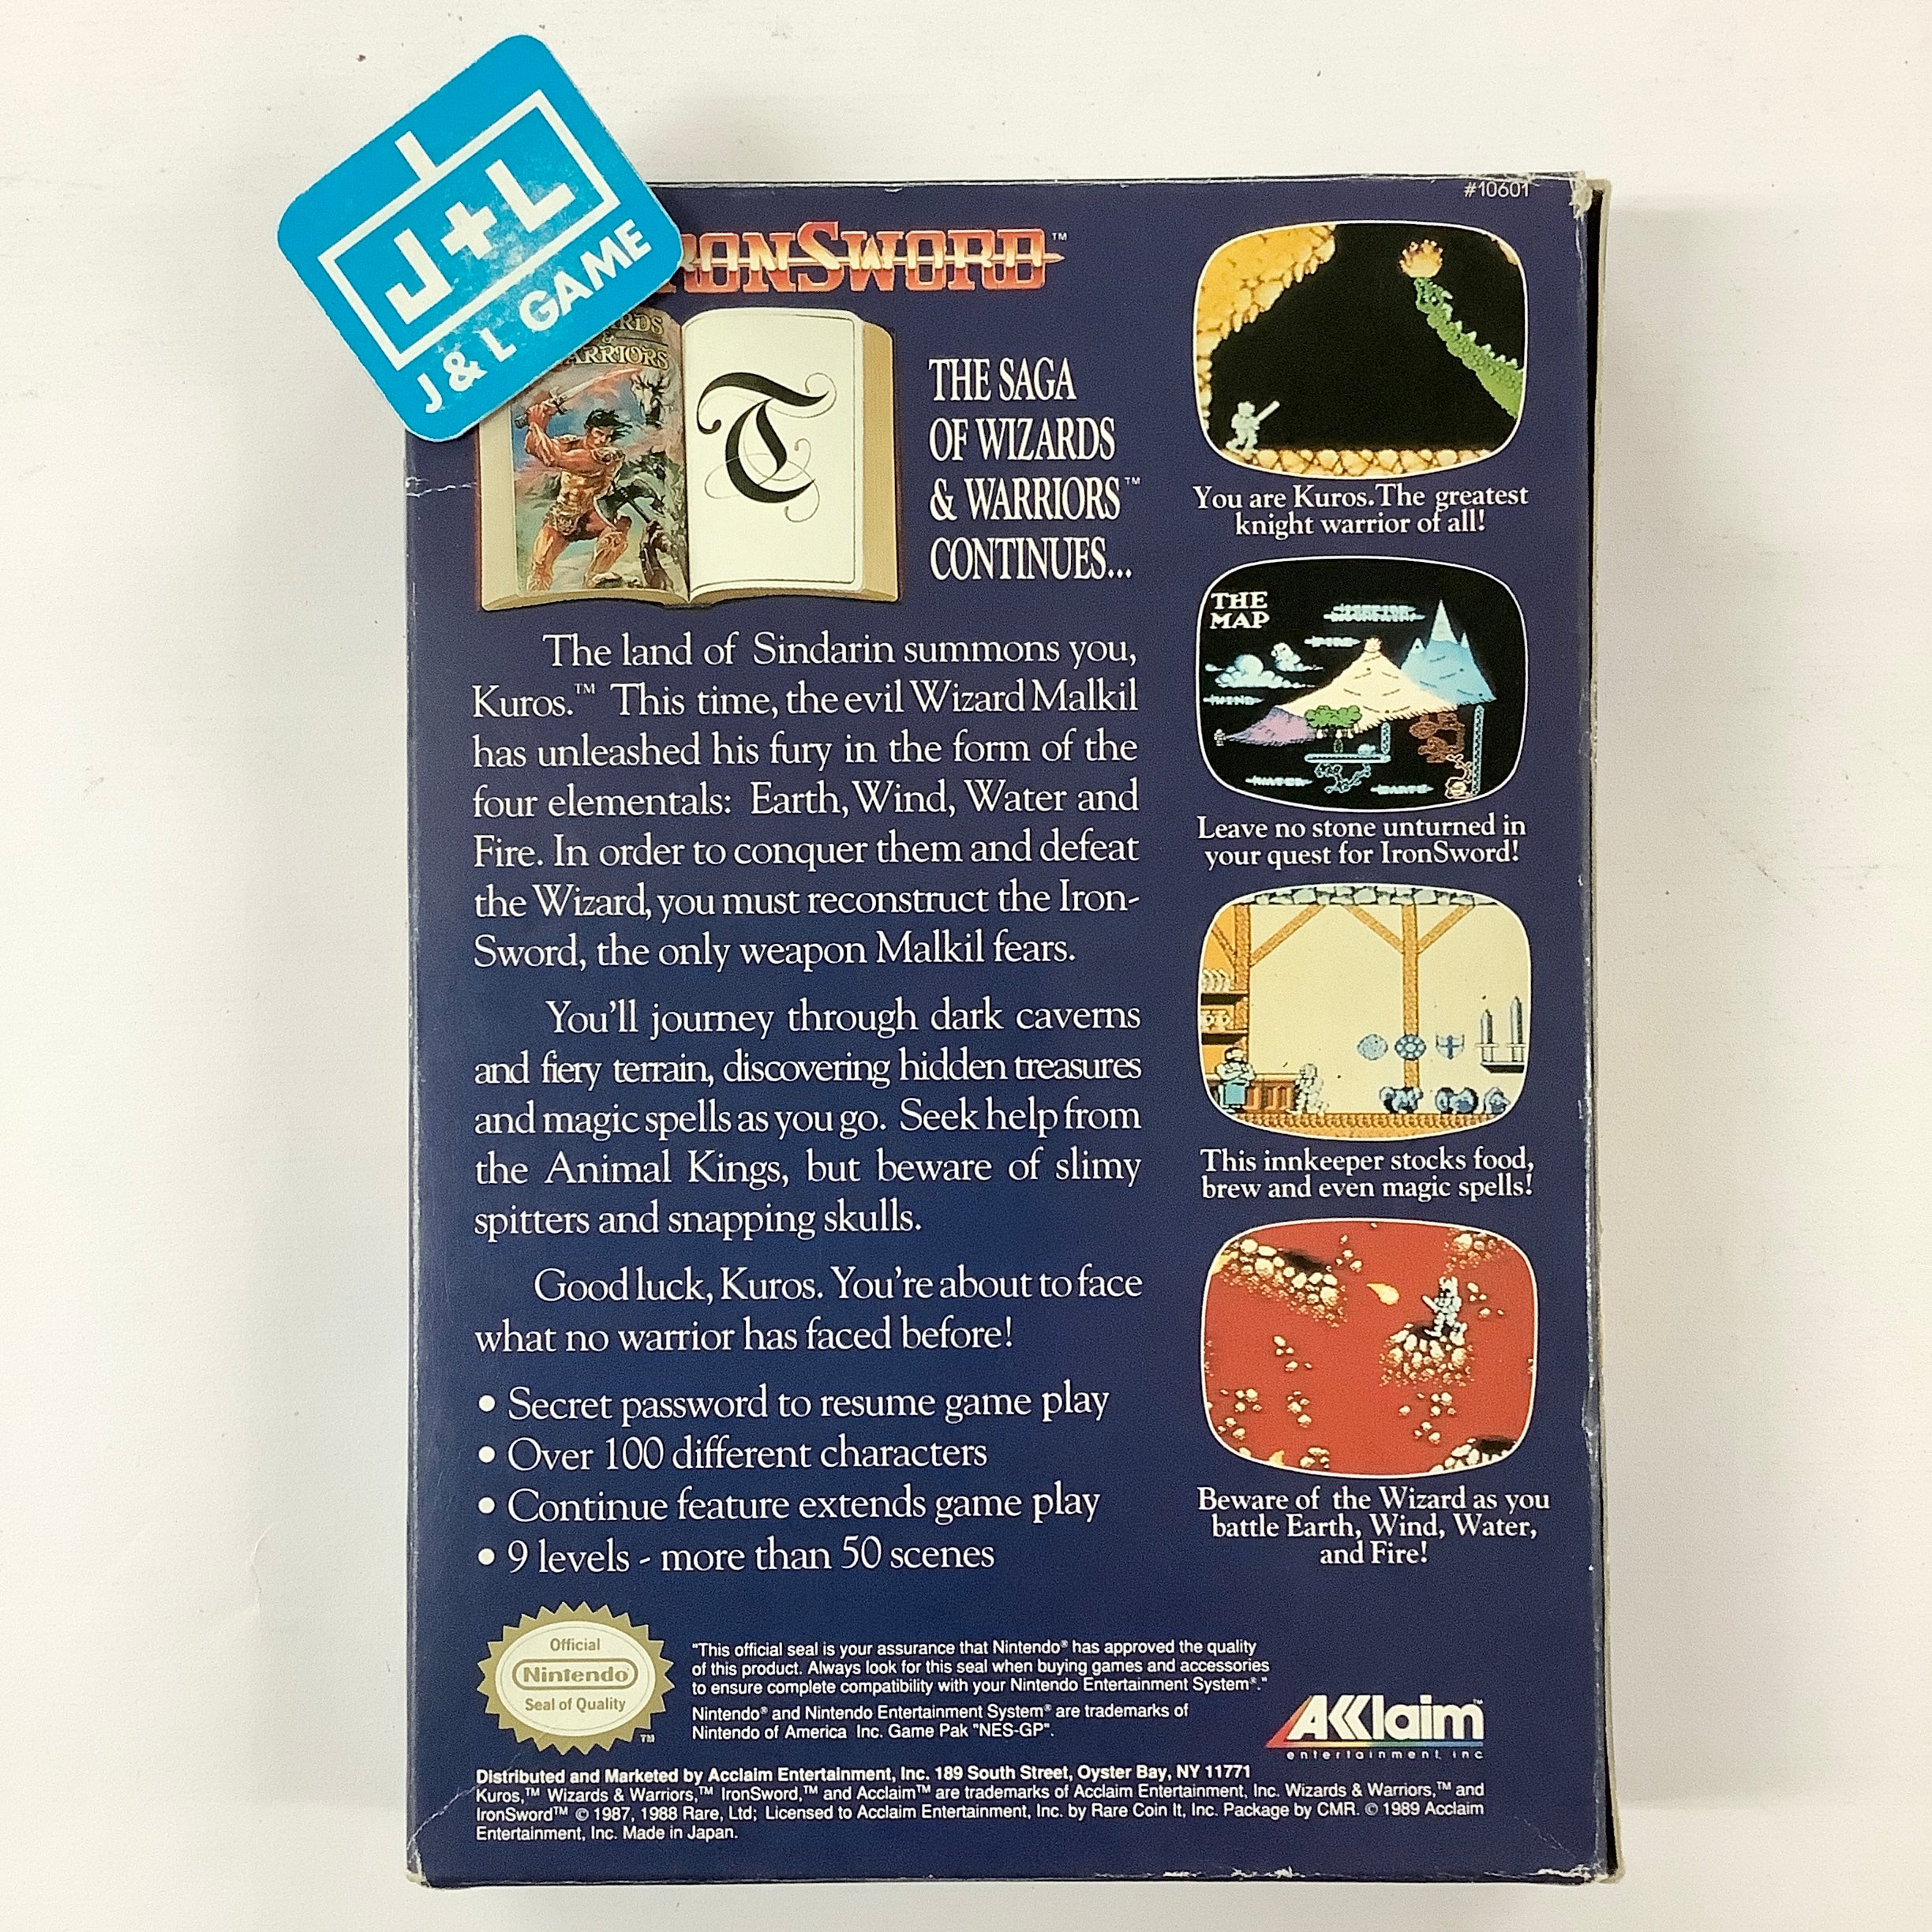 J+L
J & L GAME
#10601
IRONSWORD™
WARRIORS
T
THE SAGA
OF WIZARDS
& WARRIORS™
CONTINUES...
The land of Sindarin summons you,
Kuros.™ This time, the evil Wizard Malkil
has unleashed his fury in the form of the
four elementals: Earth, Wind, Water and
Fire. In order to conquer them and defeat
the Wizard, you must reconstruct the Iron-
Sword, the only weapon Malkil fears.
You'll journey through dark caverns
and fiery terrain, discovering hidden treasures
and magic spells as you go. Seek help from
the Animal Kings, but beware of slimy
spitters and snapping skulls.
Good luck, Kuros. You're about to face
what no warrior has faced before!
• Secret password to resume game play
• Over 100 different characters
• Continue feature extends game play
• 9 levels - more than 50 scenes
You are Kuros. The greatest
knight warrior of all!
THE
MAP
FIRE
WIND
WATER
EARTH
Leave no stone unturned in
your quest for IronSword!
This innkeeper stocks food,
brew and even magic spells!
Beware of the Wizard as you
battle Earth, Wind, Water,
and Fire!
Official
Nintendo®
Seal of Quality
TM
"This official seal is your assurance that Nintendo® has approved the quality
of this product. Always look for this seal when buying games and accessories
to ensure complete compatibility with your Nintendo Entertainment System®."
Nintendo® and Nintendo Entertainment System® are trademarks of
Nintendo of America Inc. Game Pak "NES-GP".
AKKlaim™
entertainment, inc
Distributed and Marketed by Acclaim Entertainment, Inc. 189 South Street, Oyster Bay, NY 11771
Kuros,™ Wizards & Warriors,™ IronSword,™ and Acclaim™ are trademarks of Acclaim Entertainment, Inc. Wizards & Warriors,™ and
IronSword™ © 1987, 1988 Rare, Ltd; Licensed to Acclaim Entertainment, Inc. by Rare Coin It, Inc. Package by CMR. © 1989 Acclaim
Entertainment, Inc. Made in Japan.